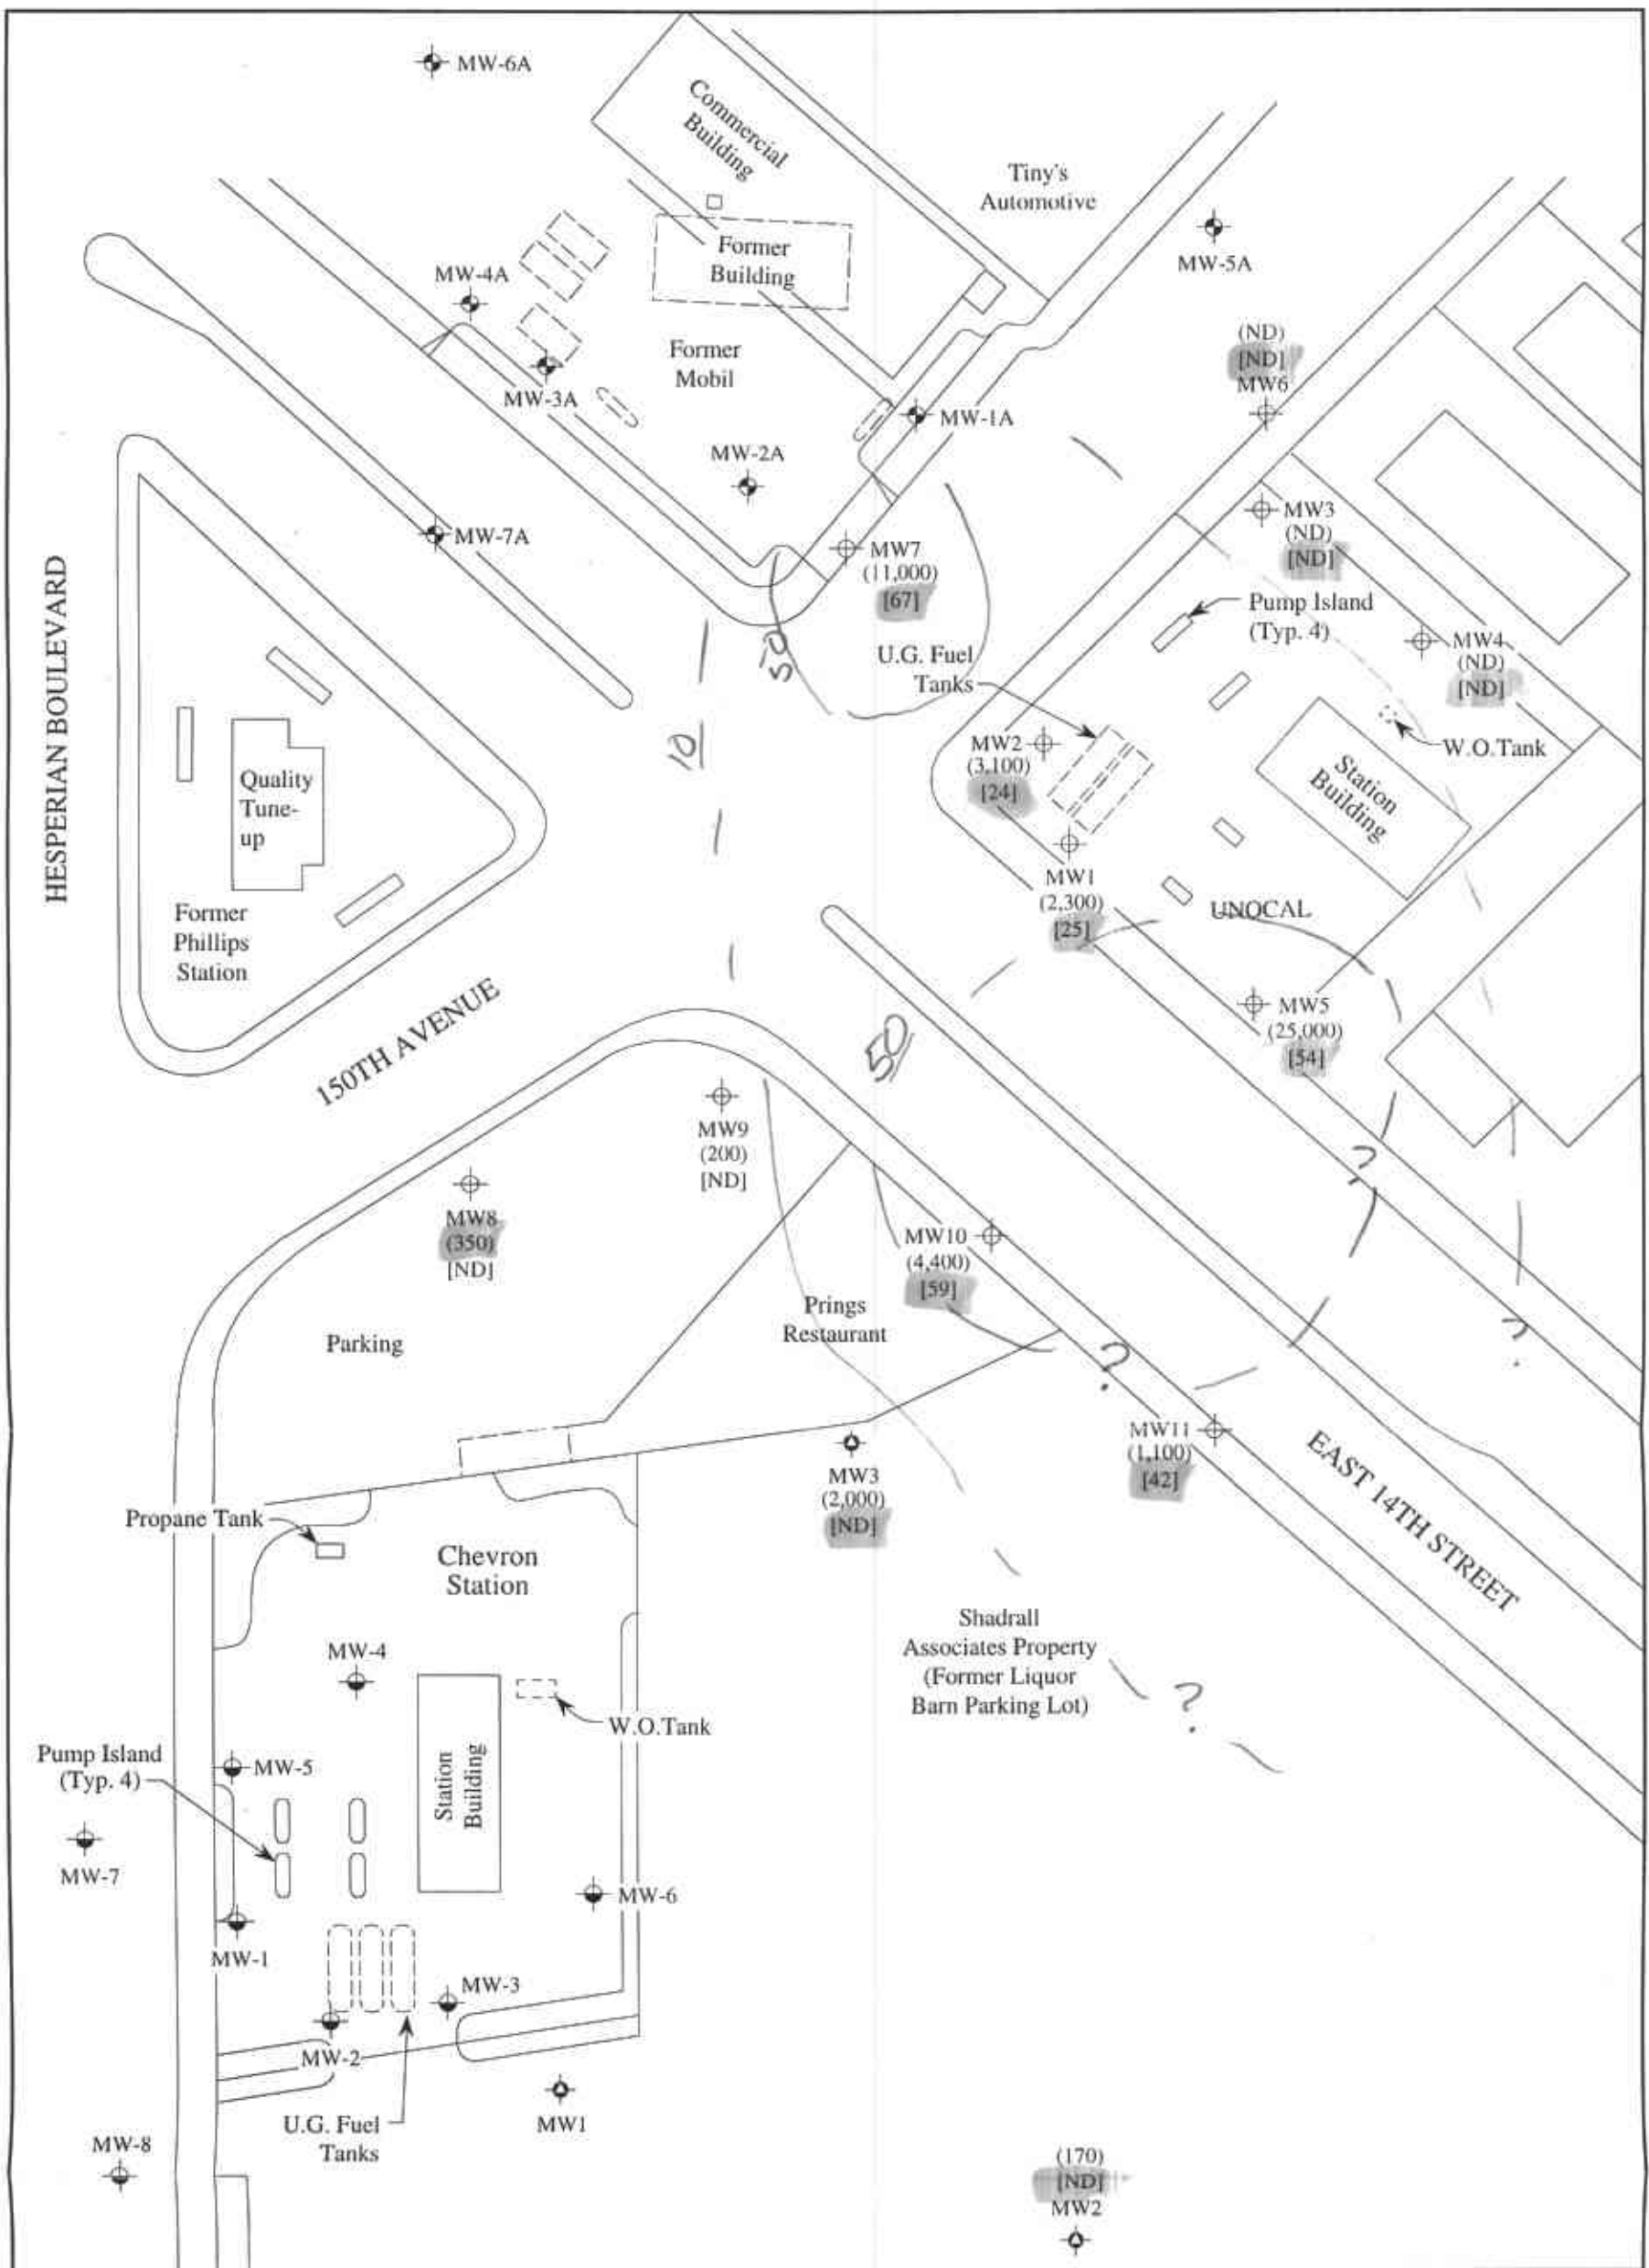 MW-6A
Commercial
Building
Tiny's
Automotive
MW-5A
Former
Building
MW-4A
Former
Mobil
MW-3A
MW-1A
MW-2A
(ND)
[ND]
MW6
MW-7A
MW3
(ND)
[ND]
MW7
(11,000)
[67]
Pump Island
(Typ. 4)
MW4
(ND)
[ND]
HESPERIAN BOULEVARD
50
U.G. Fuel
Tanks
10
MW2
(3,100)
[24]
W.O.Tank
Station
Building
Quality
Tune-
up
MW1
(2,300)
[25]
UNOCAL
Former
Phillips
Station
150TH AVENUE
MW5
(25,000)
[54]
50
MW9
(200)
[ND]
?
MW8
(350)
[ND]
MW10
(4,400)
[59]
Prings
Restaurant
Parking
?
?
MW11
(1,100)
[42]
EAST 14TH STREET
MW3
(2,000)
[ND]
Propane Tank
Chevron
Station
Shadrall
Associates Property
(Former Liquor
Barn Parking Lot)
?
MW-4
W.O.Tank
Pump Island
(Typ. 4)
MW-5
Station
Building
MW-7
MW-6
MW-1
MW-3
MW-2
U.G. Fuel
Tanks
MW1
MW-8
(170)
[ND]
MW2